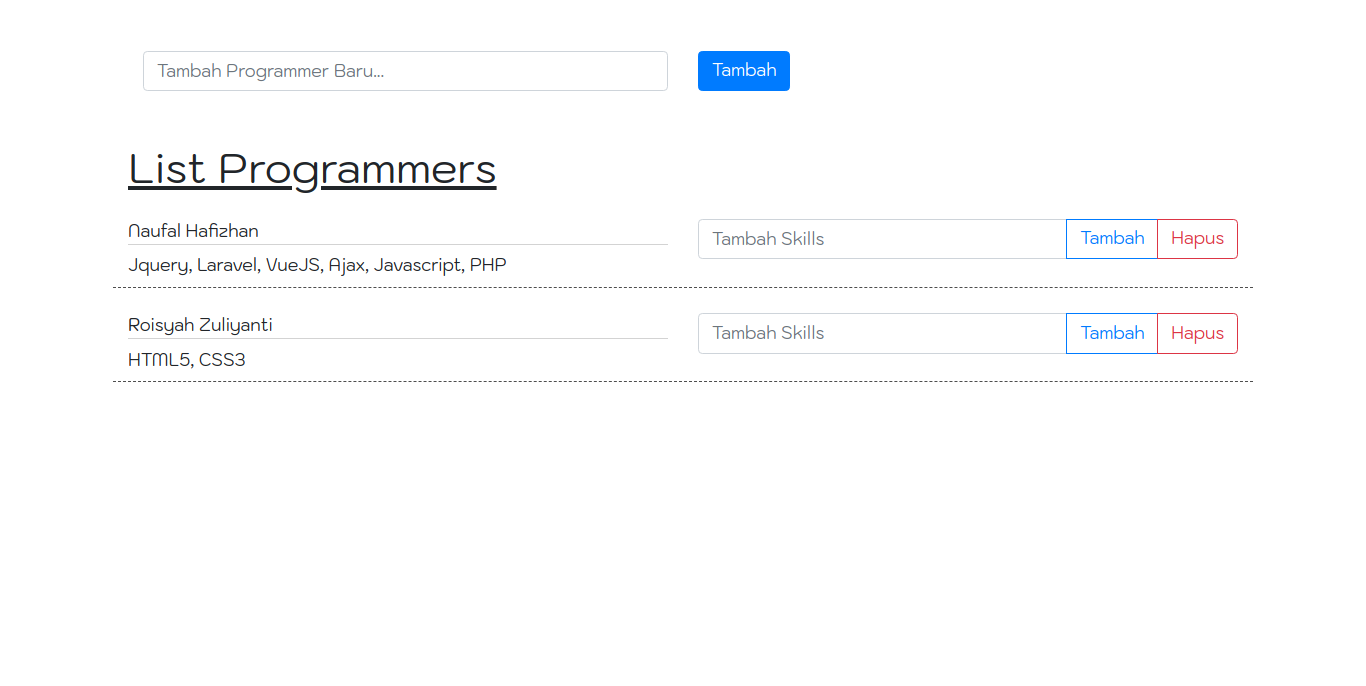 Tambah Programmer Baru...
Tambah
List Programmers
Naufal Hafizhan
Tambah Skills
Tambah
Hapus
Jquery, Laravel, VueJS, Ajax, Javascript, PHP
Roisyah Zuliyanti
Tambah Skills
Tambah
Hapus
HTML5, CSS3